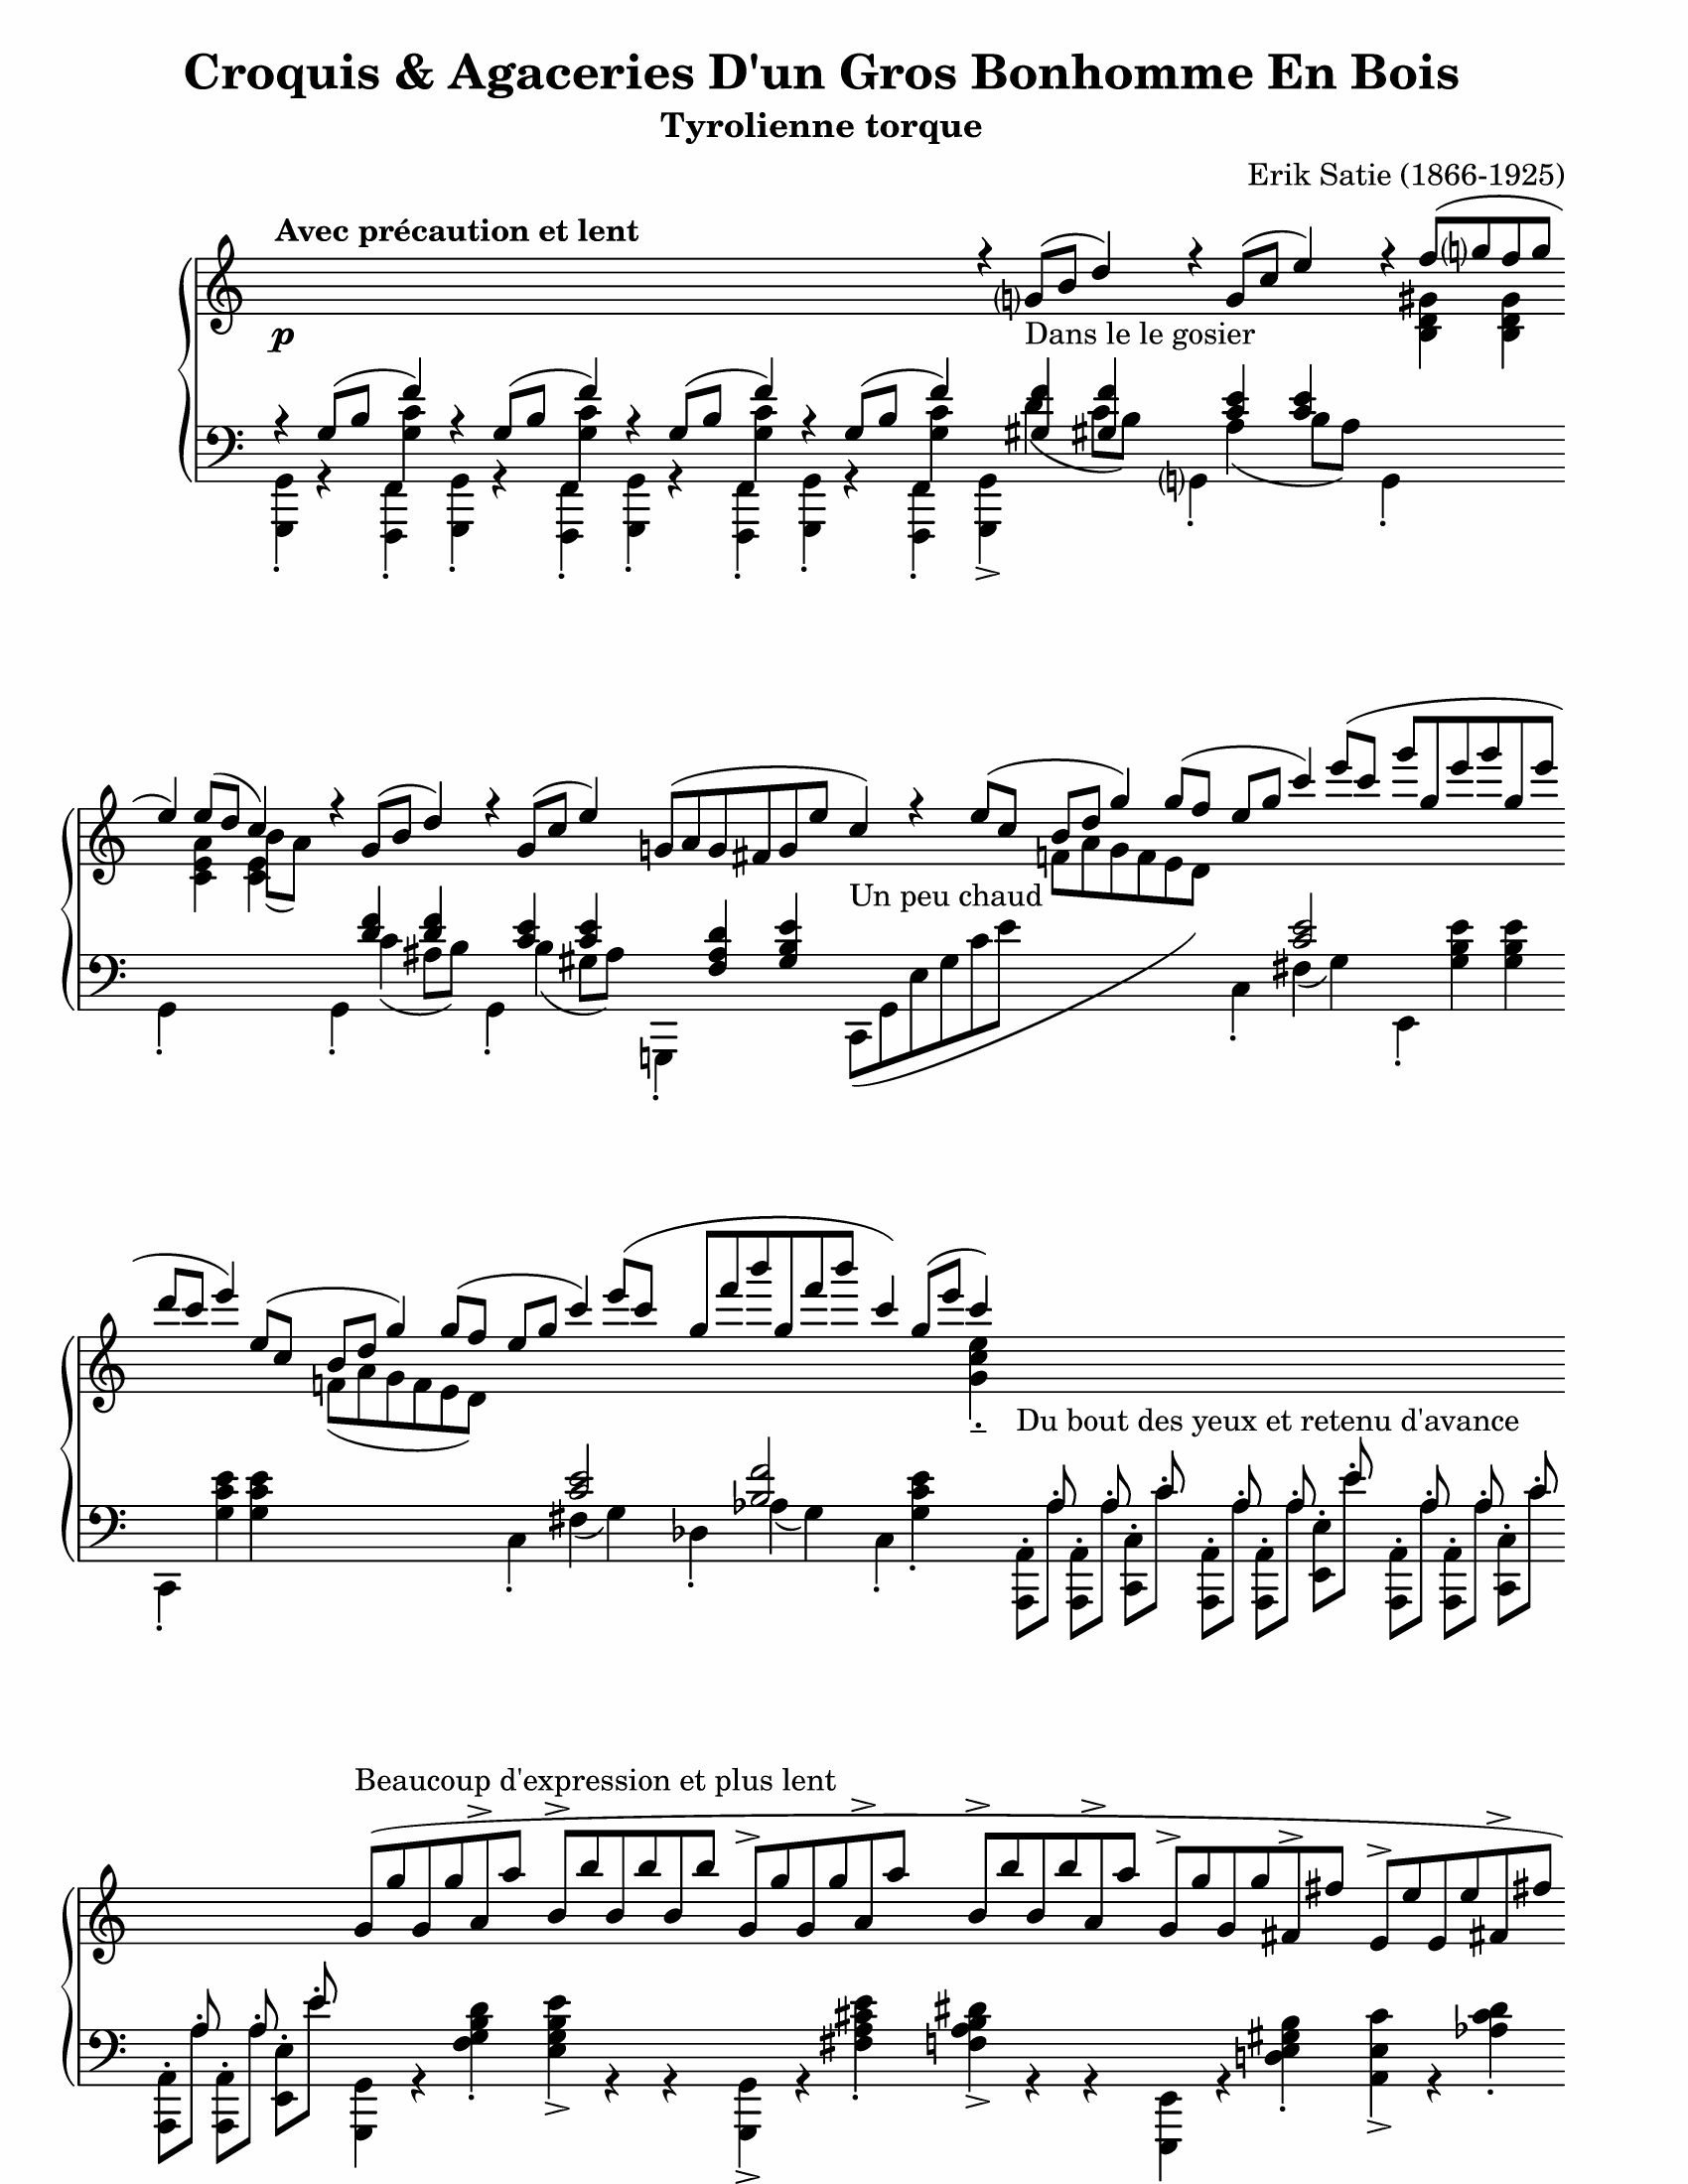 Croquis & Agaceries D'un Gros Bonhomme En Bois
Tyrolienne torque
Erik Satie (1866-1925)
Avec précaution et lent
p
Dans le le gosier
Un peu chaud
Du bout des yeux et retenu d'avance
Beaucoup d'expression et plus lent